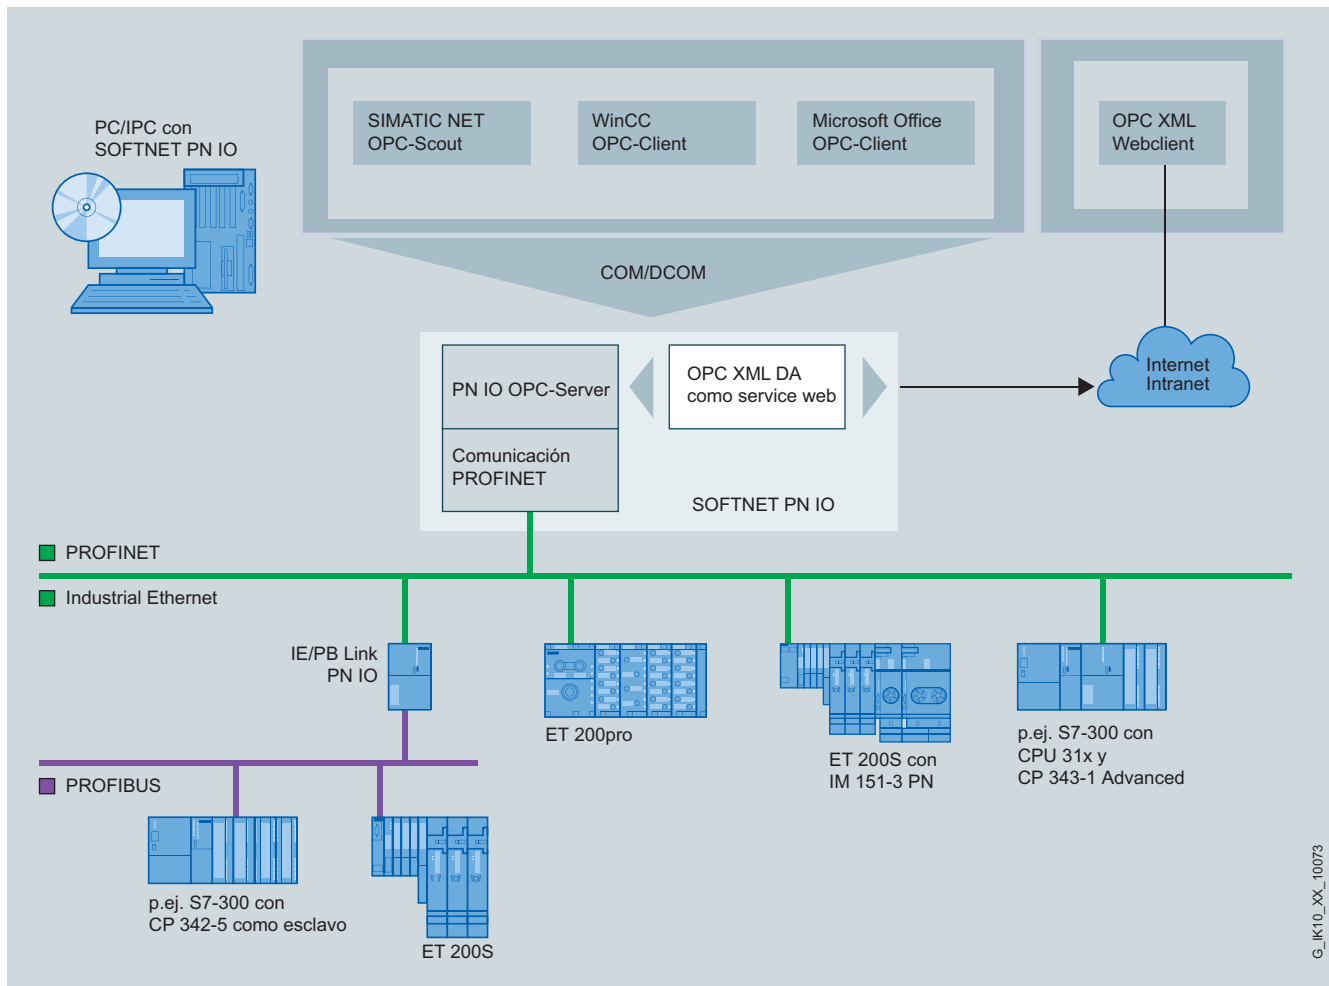 PC/IPC con
SOFTNET PN IO
SIMATIC NET
OPC-Scout
WinCC
OPC-Client
Microsoft Office
OPC-Client
OPC XML
Webclient
COM/DCOM
PN IO OPC-Server
OPC XML DA
como service web
Internet
Intranet
Comunicación
PROFINET
SOFTNET PN IO
PROFINET
Industrial Ethernet
IE/PB Link
PN IO
ET 200pro
ET 200S con
IM 151-3 PN
p.ej. S7-300 con
CPU 31x y
CP 343-1 Advanced
PROFIBUS
p.ej. S7-300 con
CP 342-5 como esclavo
ET 200S
G_IK10_XX_10073